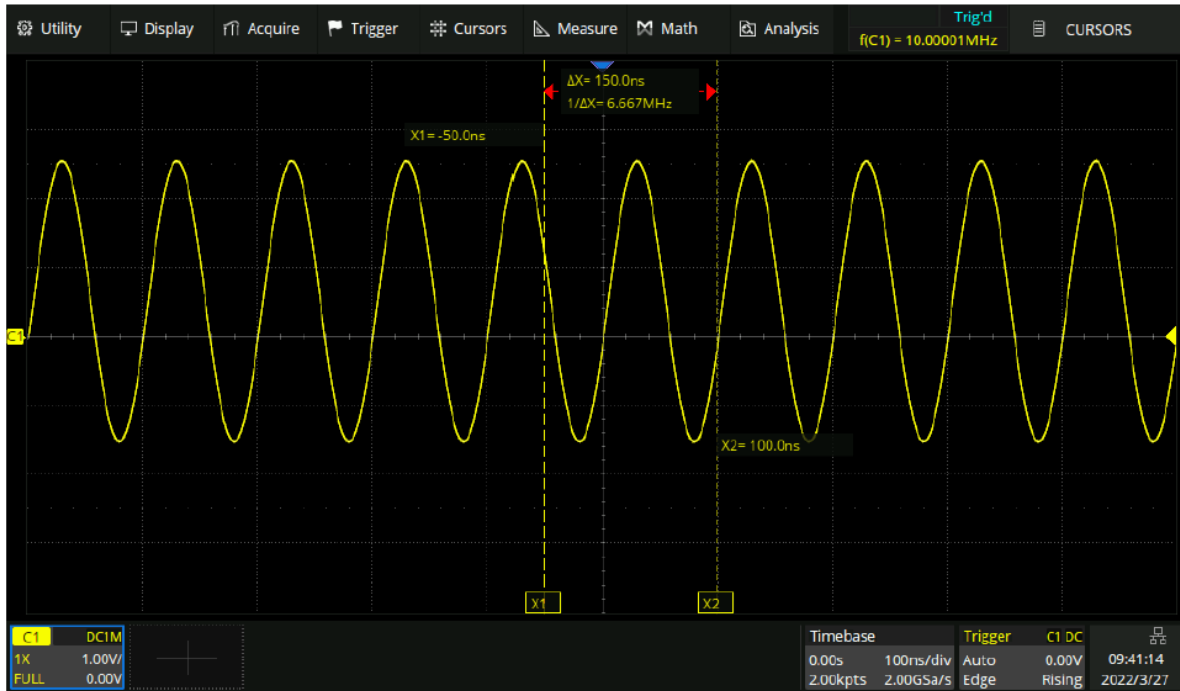 Utility Display Acquire Trigger Cursors Measure Math Analysis
Trig'd
f(C1) = 10.00001MHz
CURSORS
ΔX= 150.0ns
1/ΔX= 6.667MHz
X1= -50.0ns
C1
X2= 100.0ns
X1 X2
C1 DC1M
1X 1.00V/
FULL 0.00V
Timebase
0.00s 100ns/div
2.00kpts 2.00GSa/s
Trigger C1 DC
Auto 0.00V
Edge Rising
09:41:14
2022/3/27